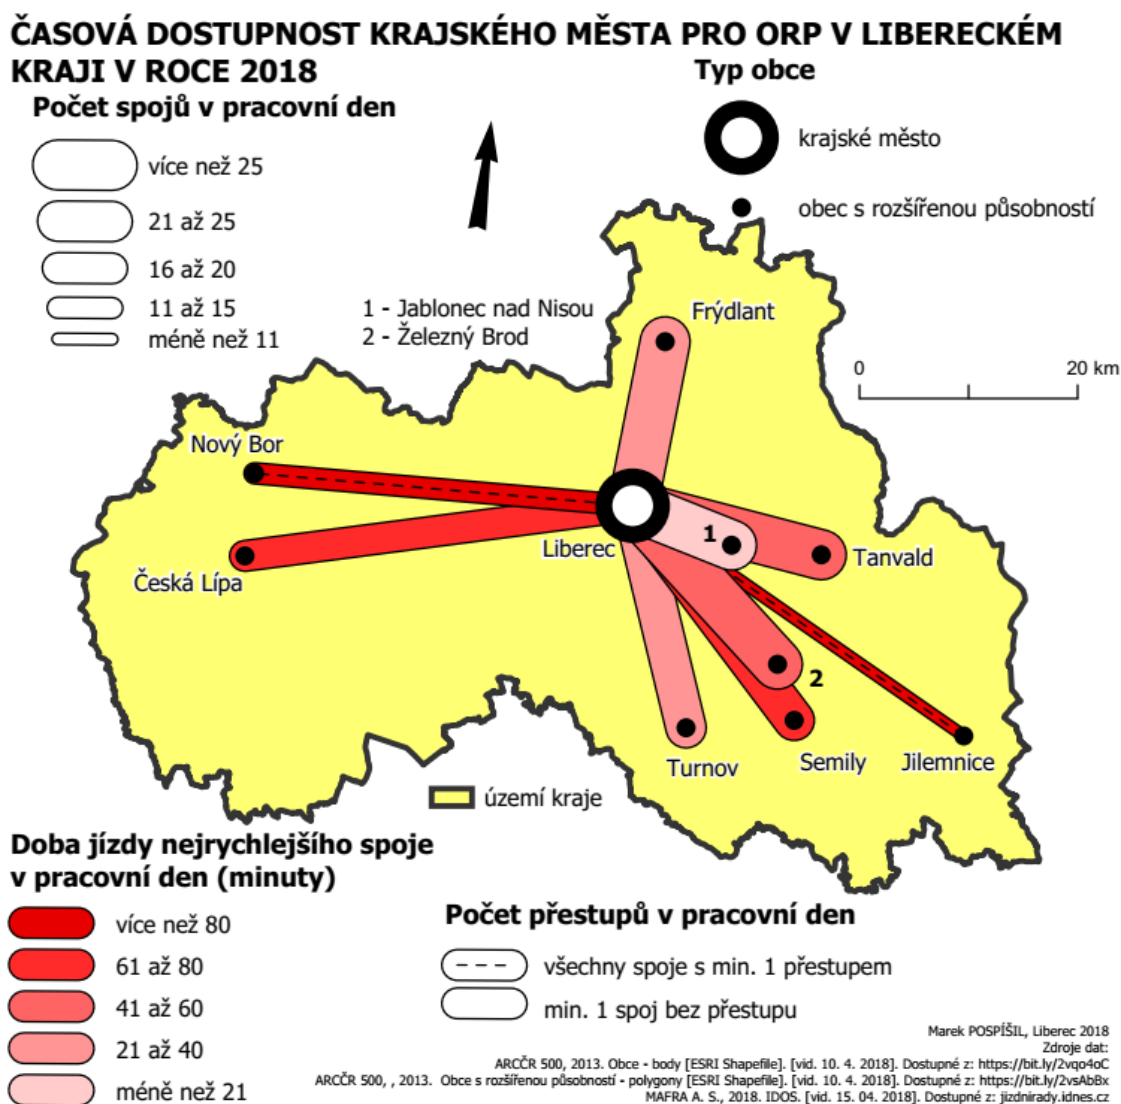 ČASOVÁ DOSTUPNOST KRAJSKÉHO MĚSTA PRO ORP V LIBERECKÉM
KRAJI V ROCE 2018
Typ obce
krajské město
obec s rozšířenou působností
Počet spojů v pracovní den
více než 25
21 až 25
16 až 20
11 až 15
méně než 11
1 - Jablonec nad Nisou
2 - Železný Brod
0
20 km
Frýdlant
Nový Bor
Česká Lípa
Liberec
1
Tanvald
2
Turnov
Semily
Jilemnice
území kraje
Doba jízdy nejrychlejšího spoje
v pracovní den (minuty)
více než 80
61 až 80
41 až 60
21 až 40
méně než 21
Počet přestupů v pracovní den
všechny spoje s min. 1 přestupem
min. 1 spoj bez přestupu
Marek POSPÍŠIL, Liberec 2018
Zdroje dat:
ARCČR 500, 2013. Obce - body [ESRI Shapefile]. [vid. 10. 4. 2018]. Dostupné z: https://bit.ly/2vqo4oC
ARCČR 500, , 2013. Obce s rozšířenou působností - polygony [ESRI Shapefile]. [vid. 10. 4. 2018]. Dostupné z: https://bit.ly/2vsAbBx
MAFRA A. S., 2018. IDOS. [vid. 15. 04. 2018]. Dostupné z: jizdnirady.idnes.cz